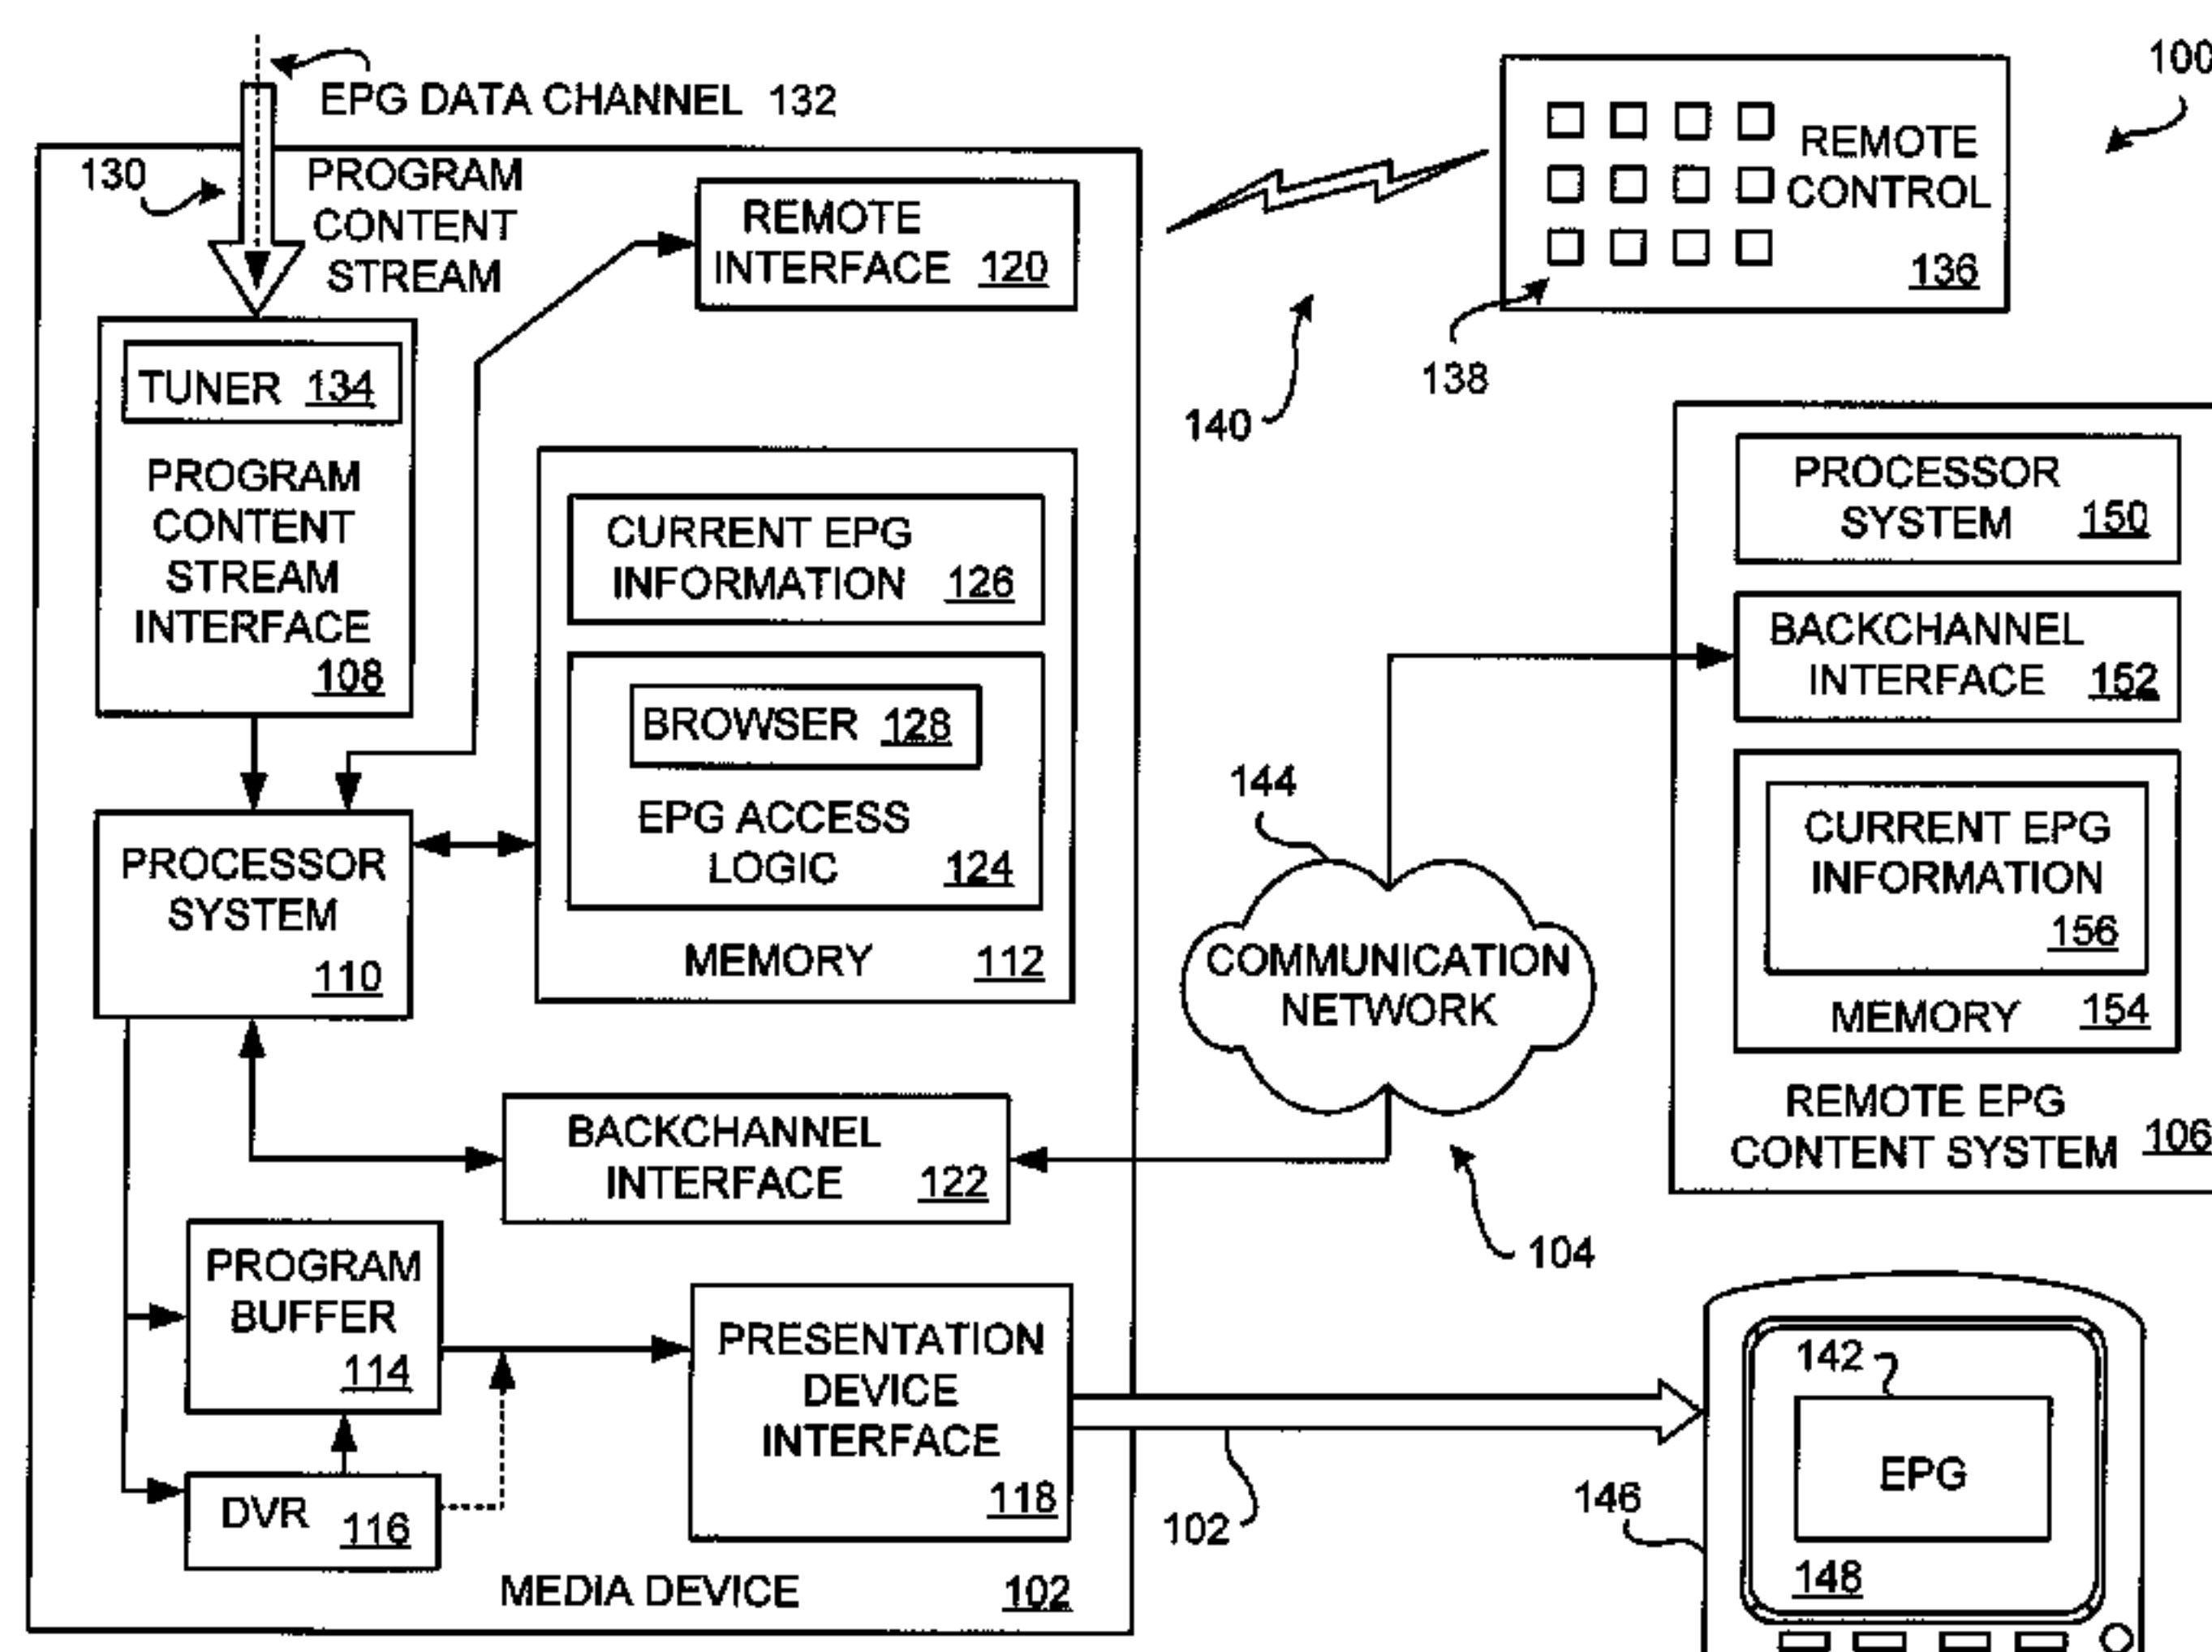 EPG DATA CHANNEL 132
130
PROGRAM
CONTENT
STREAM
REMOTE
INTERFACE 120
REMOTE
CONTROL
136
138
140
100
TUNER 134
PROGRAM
CONTENT
STREAM
INTERFACE
108
CURRENT EPG
INFORMATION 126
BROWSER 128
EPG ACCESS
LOGIC 124
MEMORY 112
PROCESSOR
SYSTEM
110
BACKCHANNEL
INTERFACE 122
PROGRAM
BUFFER
114
DVR 116
PRESENTATION
DEVICE
INTERFACE
118
MEDIA DEVICE 102
144
COMMUNICATION
NETWORK
104
PROCESSOR
SYSTEM 150
BACKCHANNEL
INTERFACE 152
CURRENT EPG
INFORMATION
156
MEMORY 154
REMOTE EPG
CONTENT SYSTEM 106
102
142
EPG
146
148